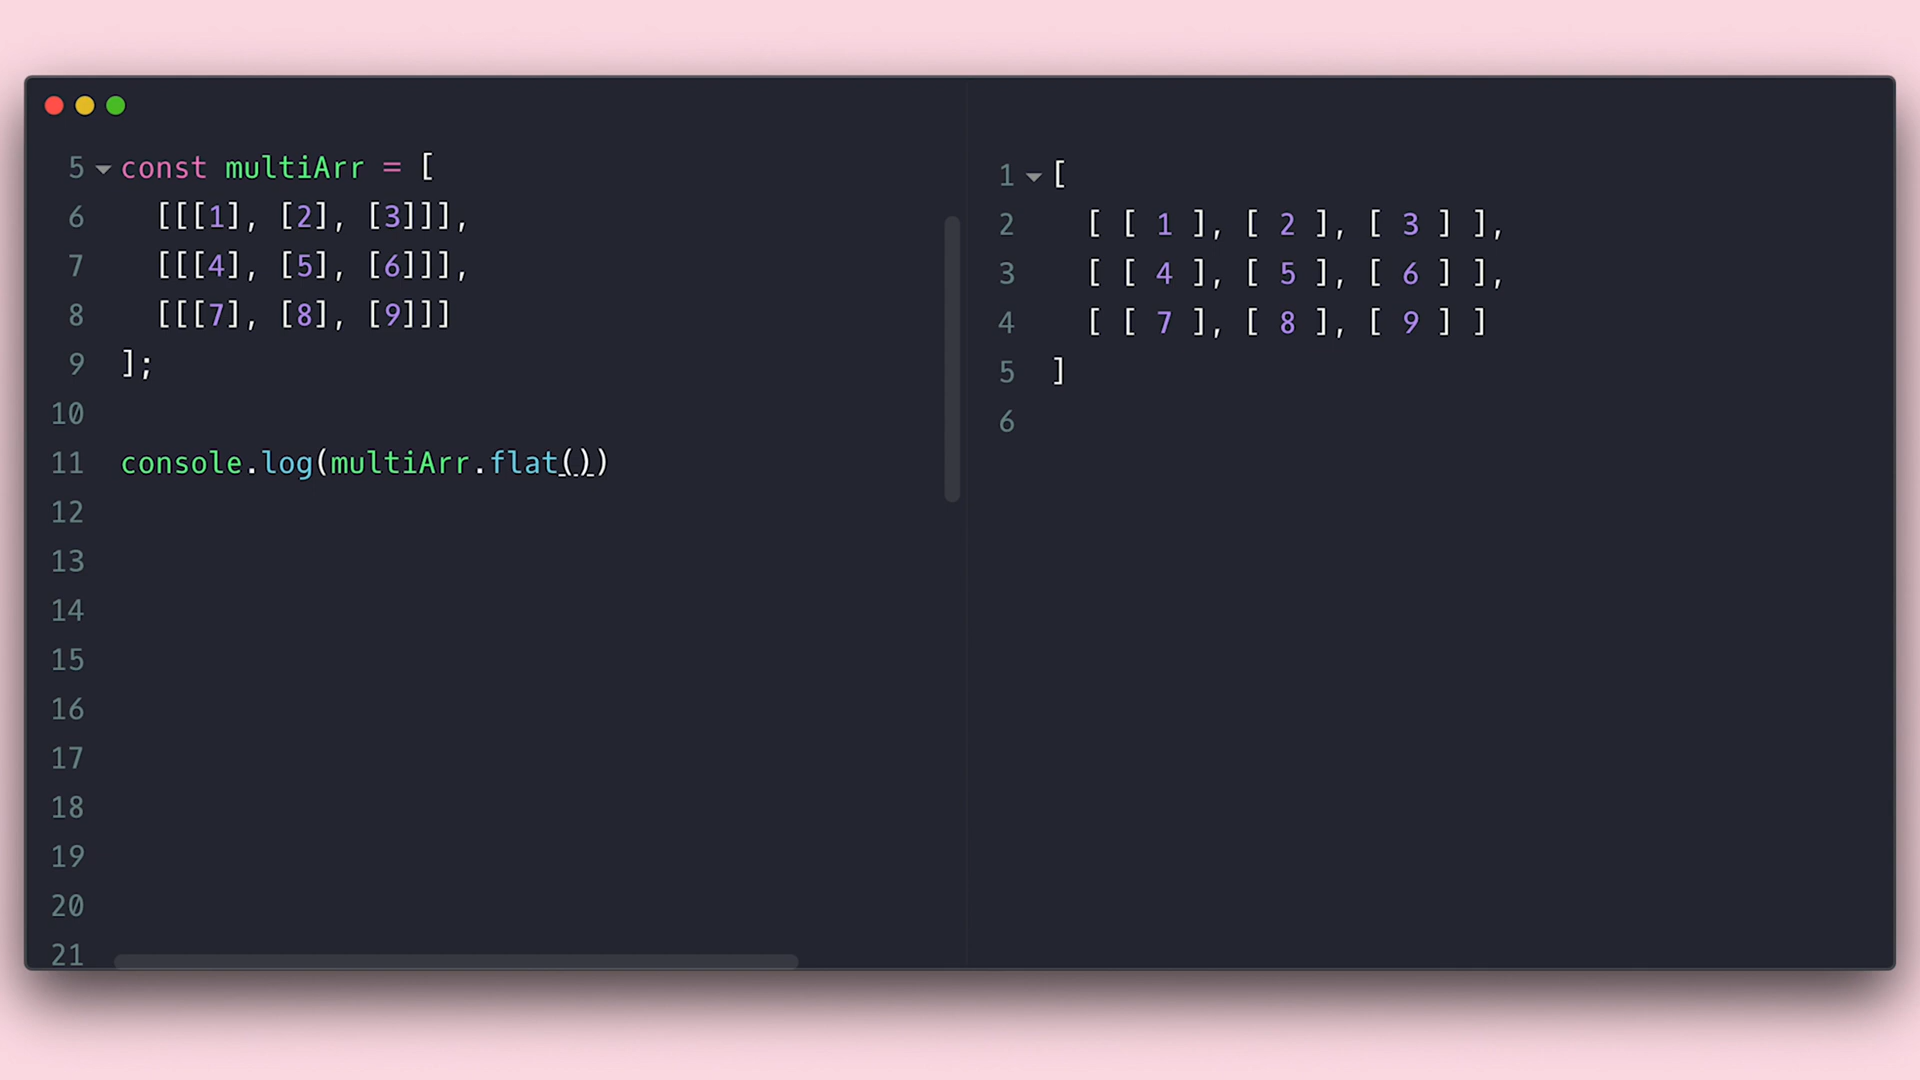 5 const multiArr = [
6 [[[1], [2], [3]]],
7 [[[4], [5], [6]]],
8 [[[7], [8], [9]]]
9 ];
10
11 console.log(multiArr.flat())
12
13
14
15
16
17
18
19
20
21
1 [
2 [ [ 1 ], [ 2 ], [ 3 ] ],
3 [ [ 4 ], [ 5 ], [ 6 ] ],
4 [ [ 7 ], [ 8 ], [ 9 ] ]
5 ]
6